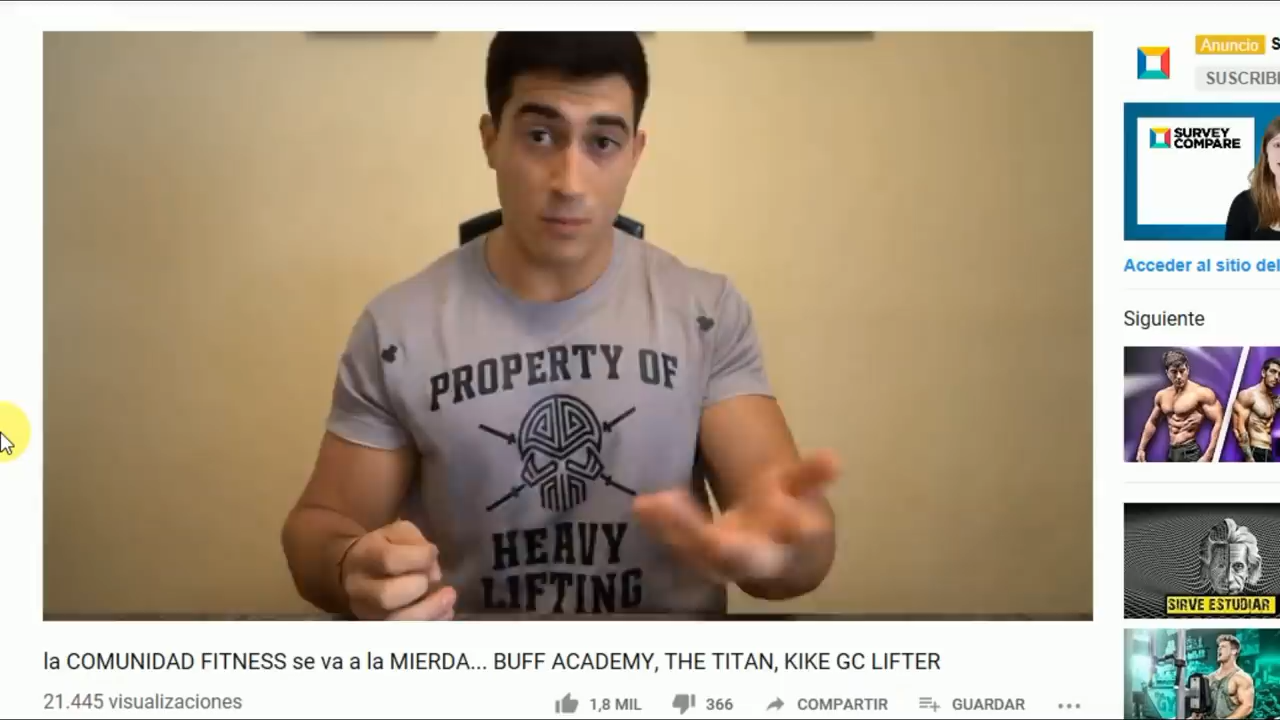 PROPERTY OF
HEAVY
LIFTING
la COMUNIDAD FITNESS se va a la MIERDA... BUFF ACADEMY, THE TITAN, KIKE GC LIFTER
21.445 visualizaciones
1,8 MIL
366
COMPARTIR
GUARDAR
Anuncio
SURVEY
COMPARE
Acceder al sitio del
Siguiente
SIRVE ESTUDIAR